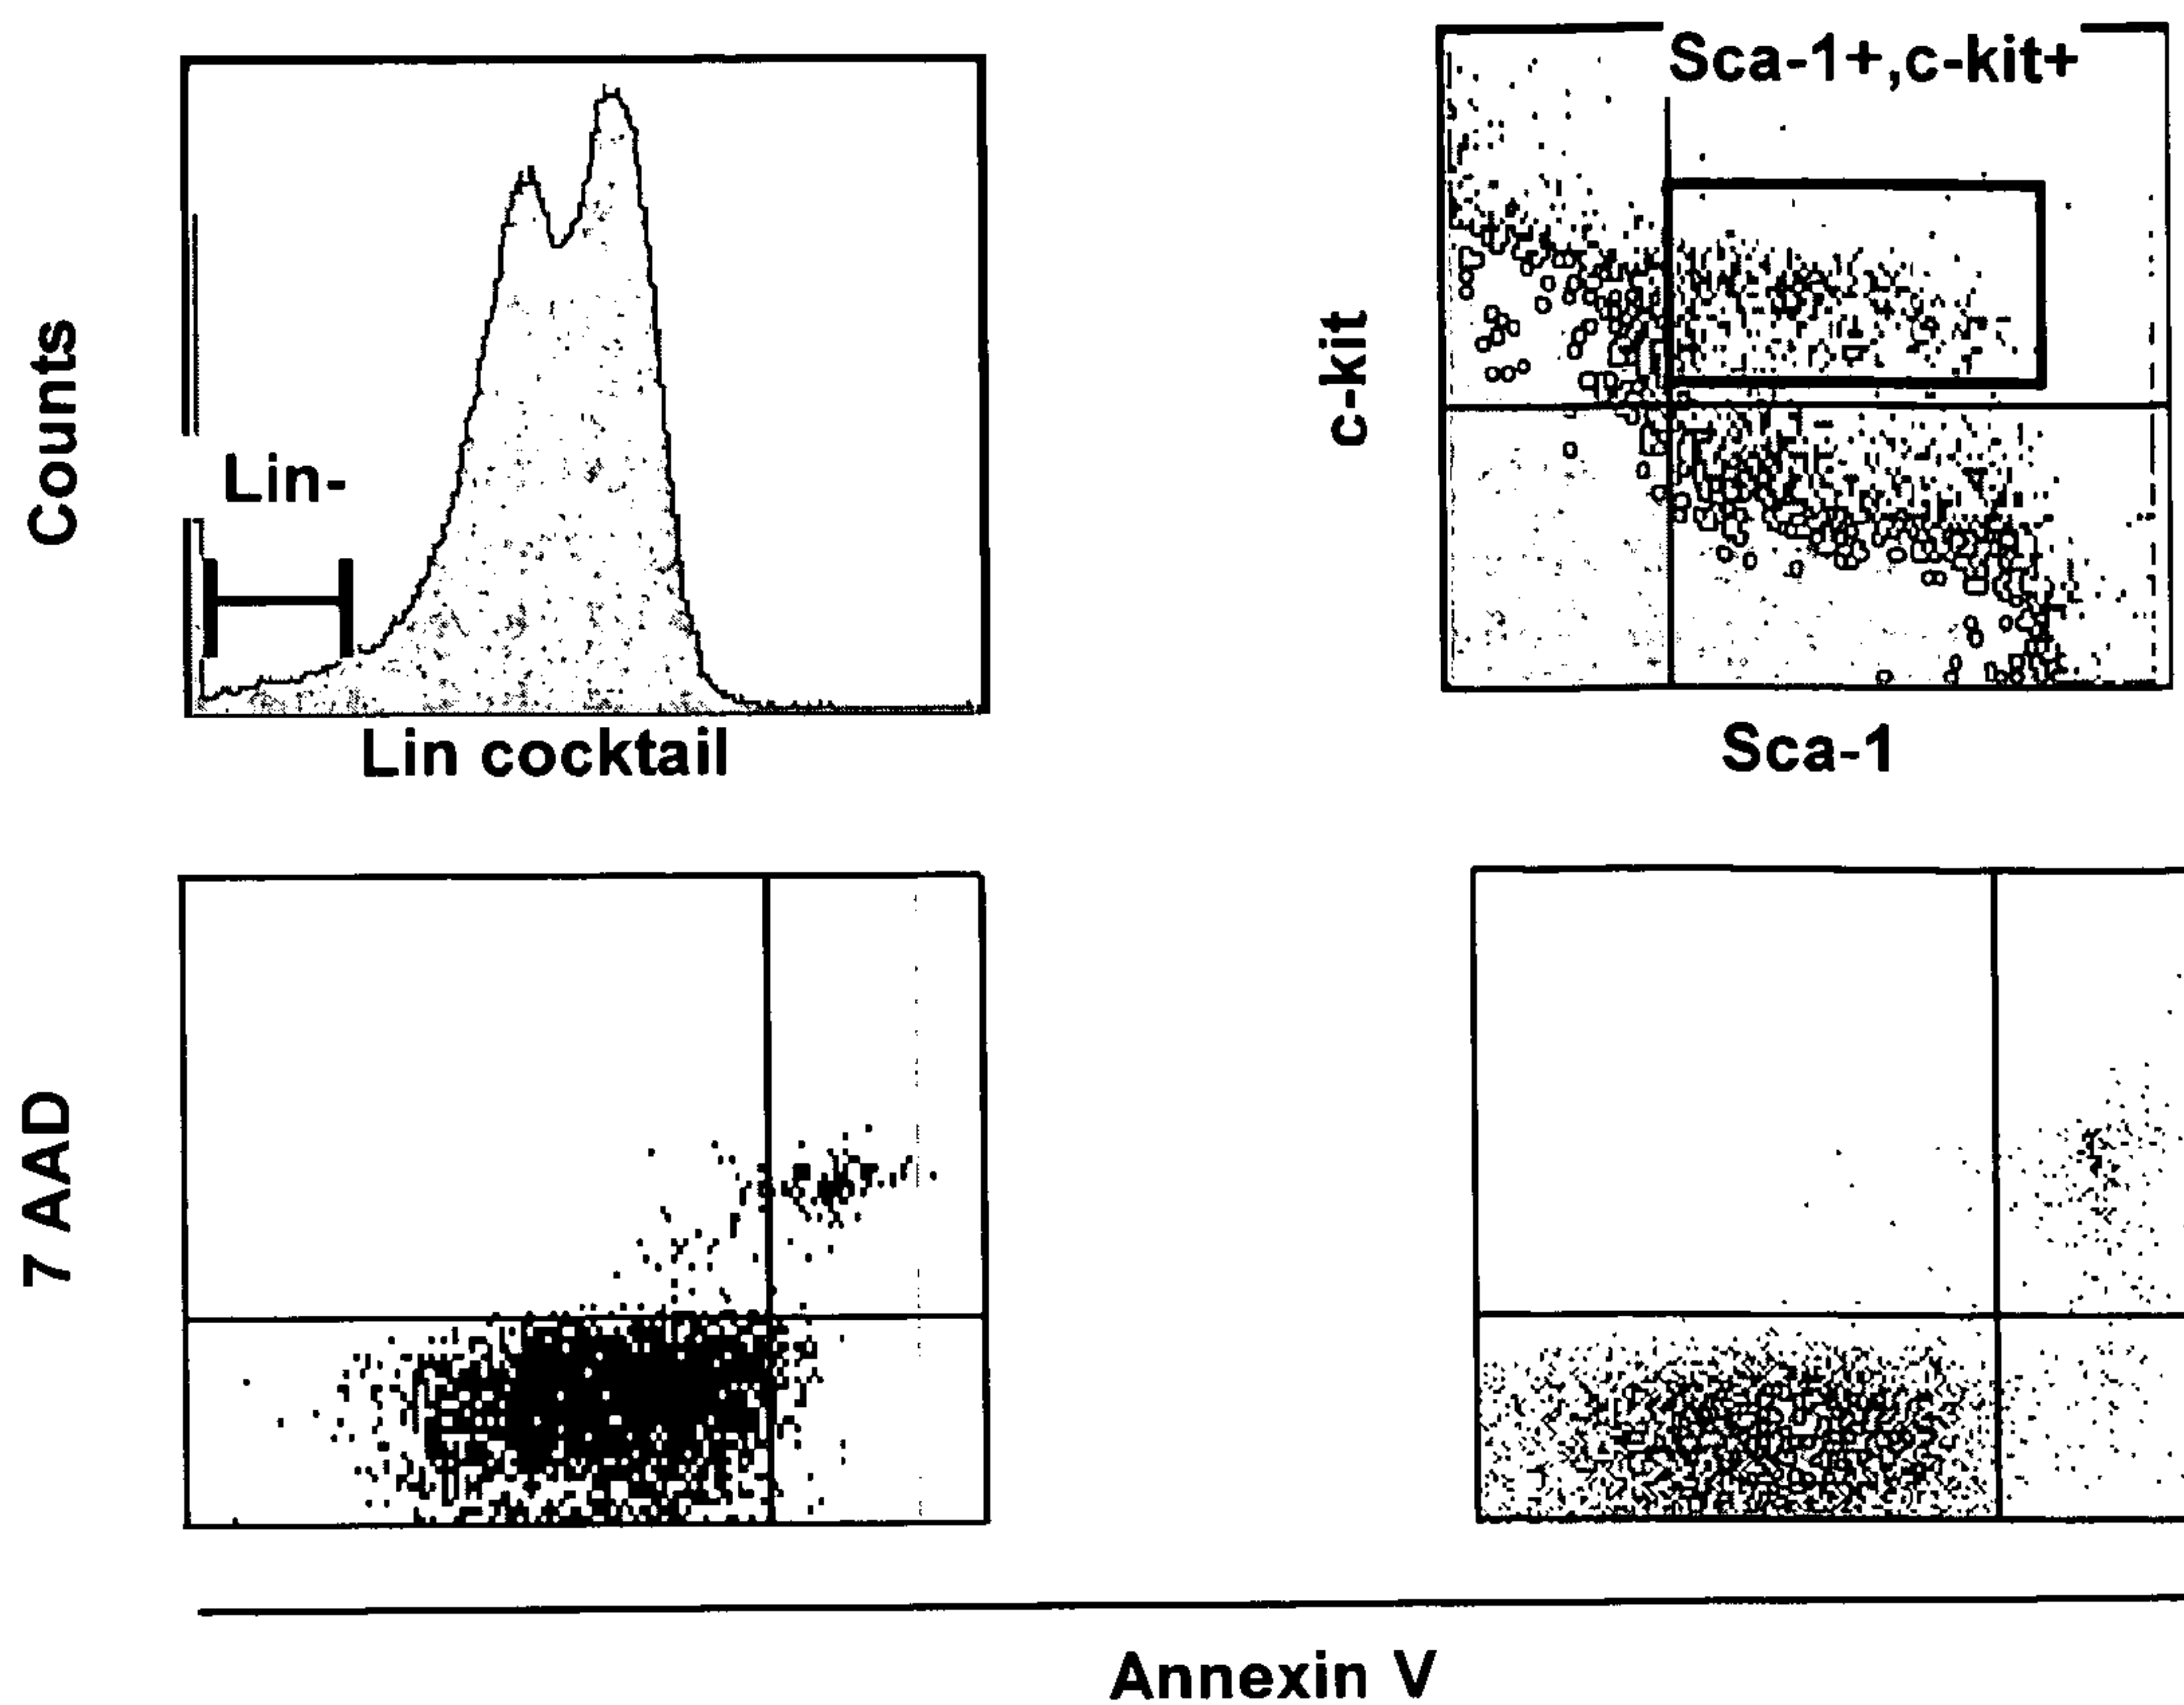 Counts
Lin-
Lin cocktail
Sca-1+,c-kit+
c-kit
Sca-1
7 AAD
Annexin V